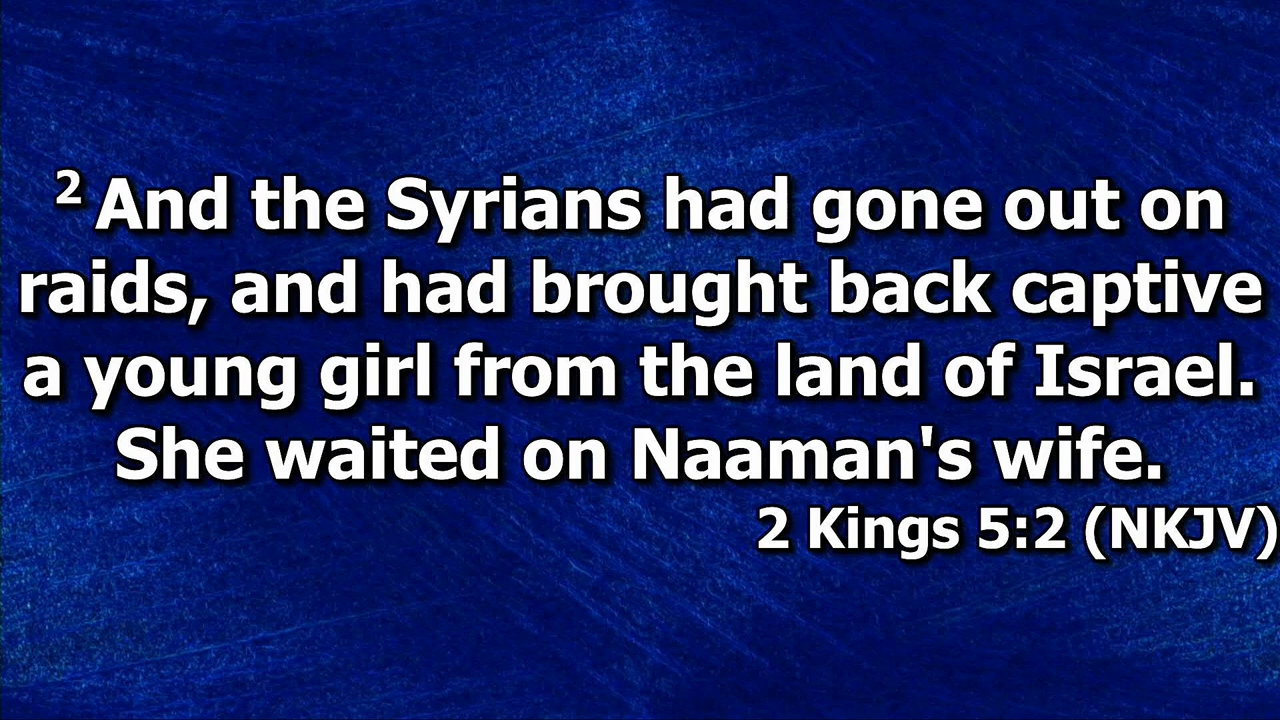 2 And the Syrians had gone out on
raids, and had brought back captive
a young girl from the land of Israel.
She waited on Naaman's wife.
2 Kings 5:2 (NKJV)